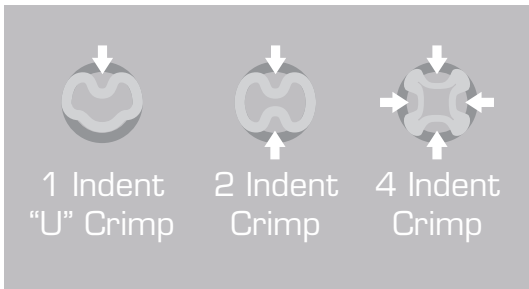 1 Indent
“U” Crimp
2 Indent
Crimp
4 Indent
Crimp